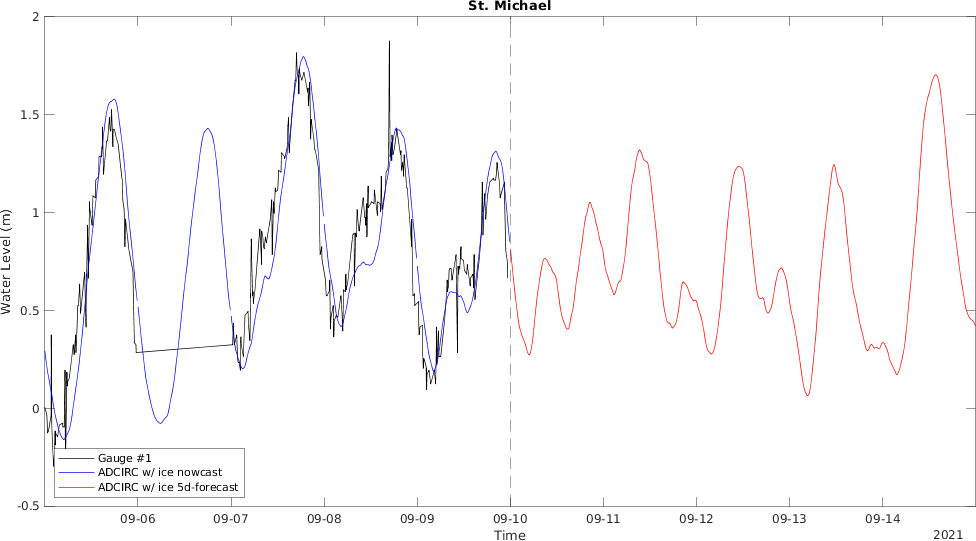 St. Michael
Water Level (m)
2
1.5
1
0.5
0
-0.5
Gauge #1
ADCIRC w/ ice nowcast
ADCIRC w/ ice 5d-forecast
09-06 09-07 09-08 09-09 09-10 09-11 09-12 09-13 09-14
Time
2021